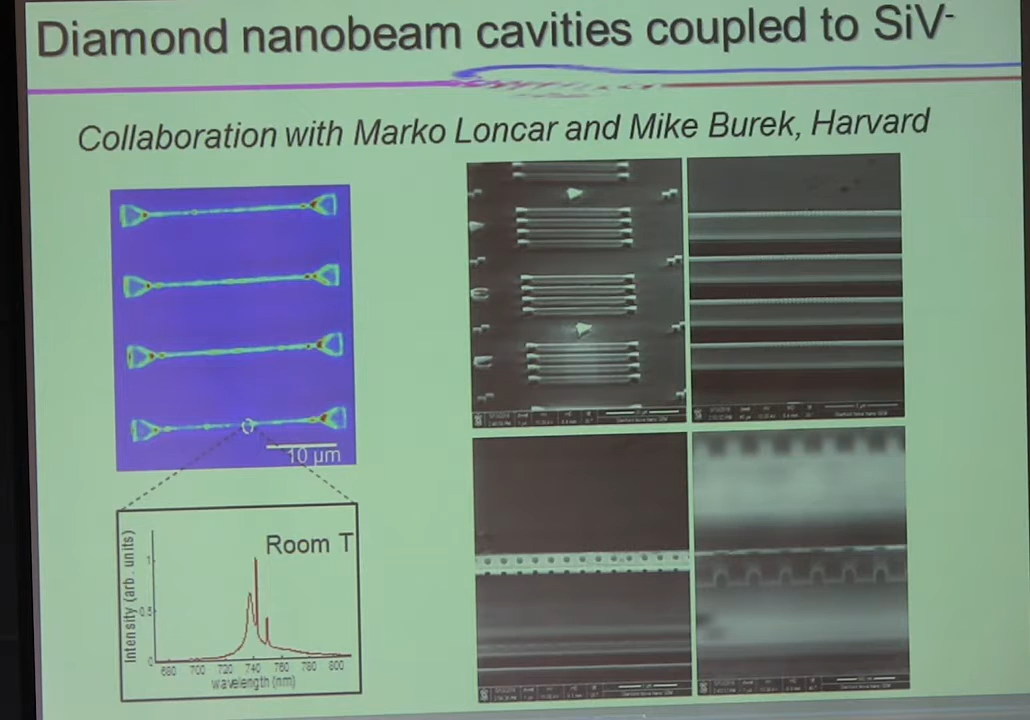 Diamond nanobeam cavities coupled to SiV-
Collaboration with Marko Loncar and Mike Burek, Harvard
10 µm
Room T
Intensity (arb. units)
1
0.5
0
680 700 720 740 760 780 800
wavelength (nm)